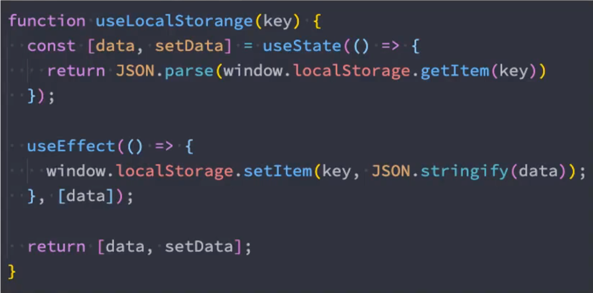 function useLocalStorange(key) {
  const [data, setData] = useState(() => {
    return JSON.parse(window.localStorage.getItem(key))
  });

  useEffect(() => {
    window.localStorage.setItem(key, JSON.stringify(data));
  }, [data]);

  return [data, setData];
}